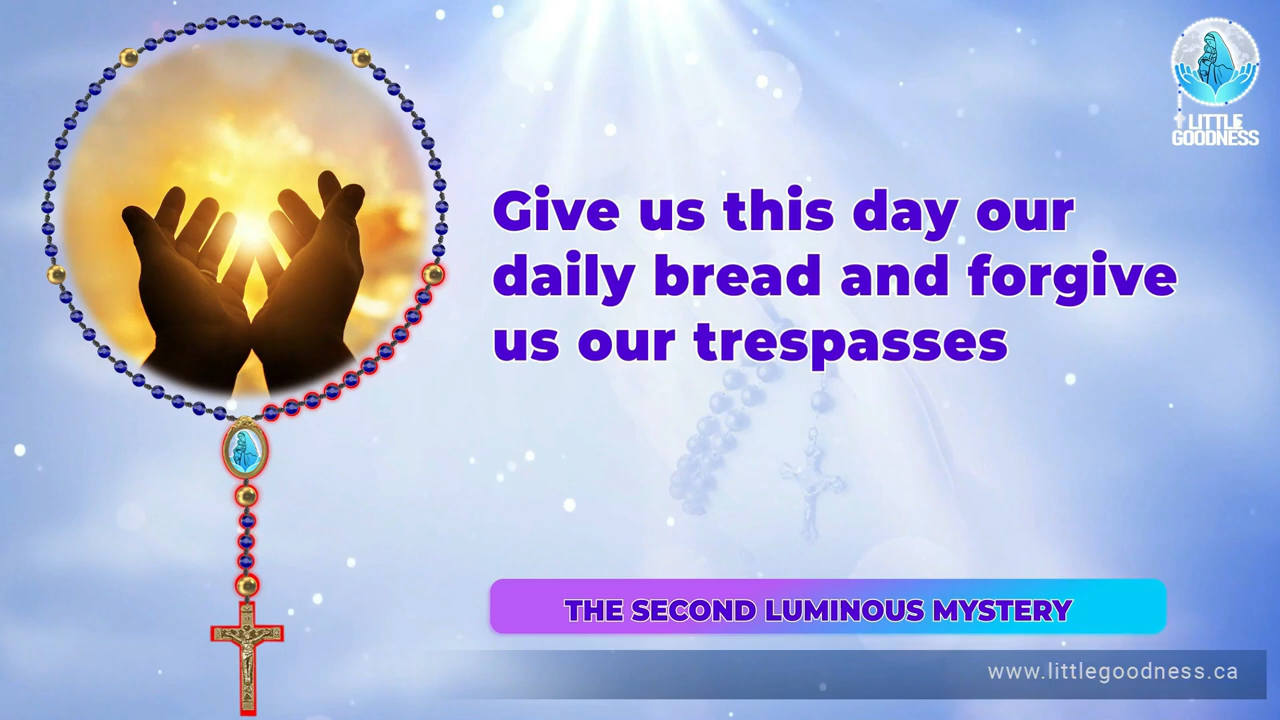 LITTLE
GOODNESS
Give us this day our
daily bread and forgive
us our trespasses
THE SECOND LUMINOUS MYSTERY
www.littlegoodness.ca